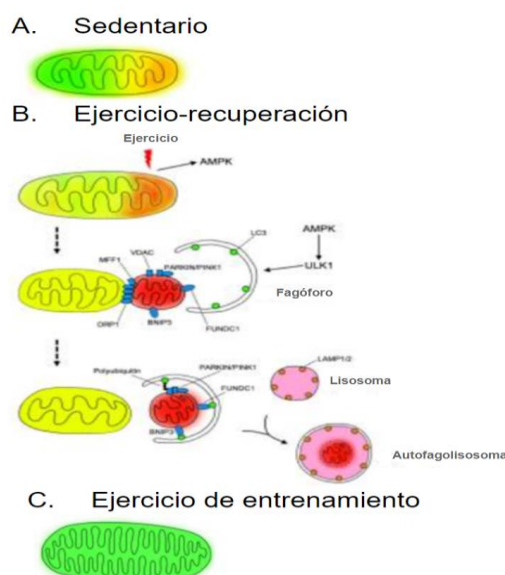 A. Sedentario
B. Ejercicio-recuperación
Ejercicio
AMPK
LC3
AMPK
VDAC
MFF1
PARKIN/PINK1
ULK1
Fagóforo
DRP1
BNIP3
FUNDC1
LAMP1/2
Polyubiquitin
PARKIN/PINK1
Lisosoma
FUNDC1
BNIP3
Autofagolisosoma
C. Ejercicio de entrenamiento